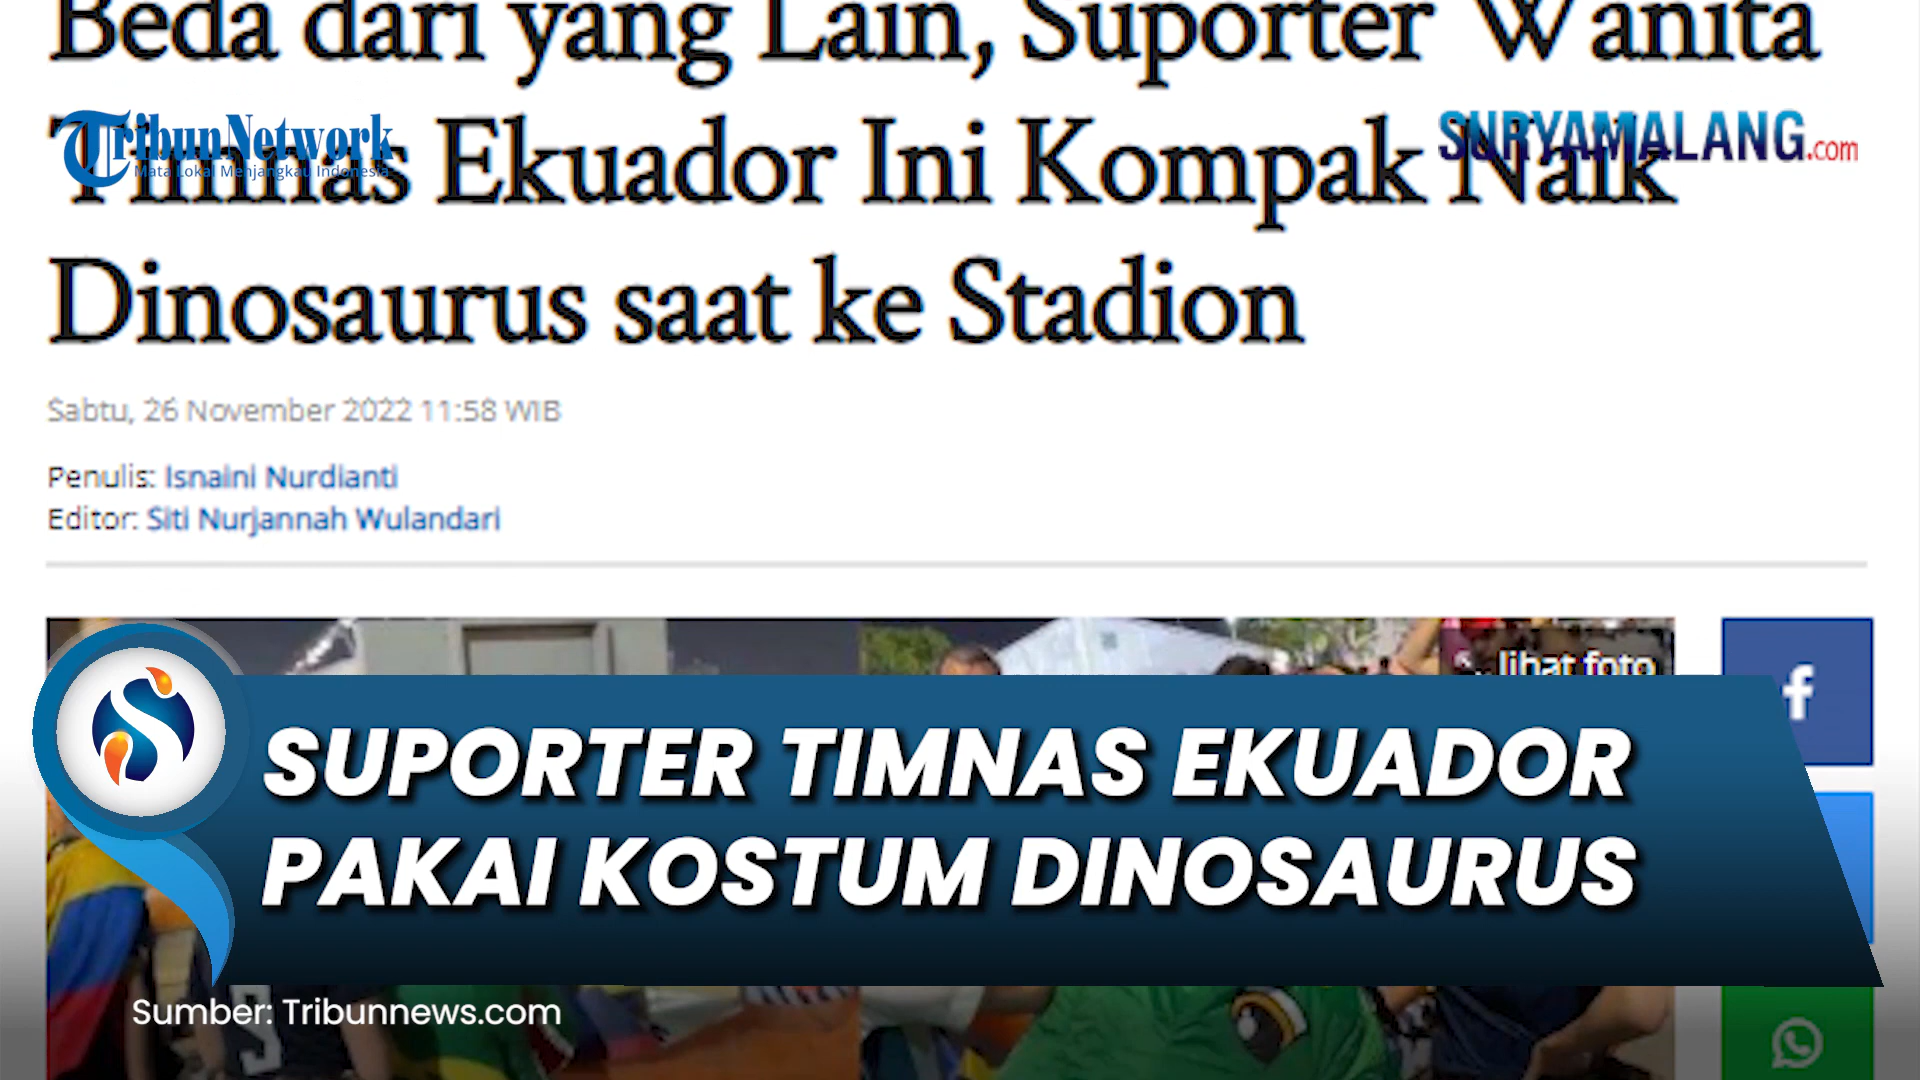 Beda dari yang Lain, Suporter Wanita
TribunNetwork
Mata Lokal Menjangkau Indonesia
SURYAMALANG.com
Timnas Ekuador Ini Kompak Naik
Dinosaurus saat ke Stadion
Sabtu, 26 November 2022 11:58 WIB
Penulis: Isnaini Nurdianti
Editor: Siti Nurjannah Wulandari
lihat foto
SUPORTER TIMNAS EKUADOR
PAKAI KOSTUM DINOSAURUS
Sumber: Tribunnews.com